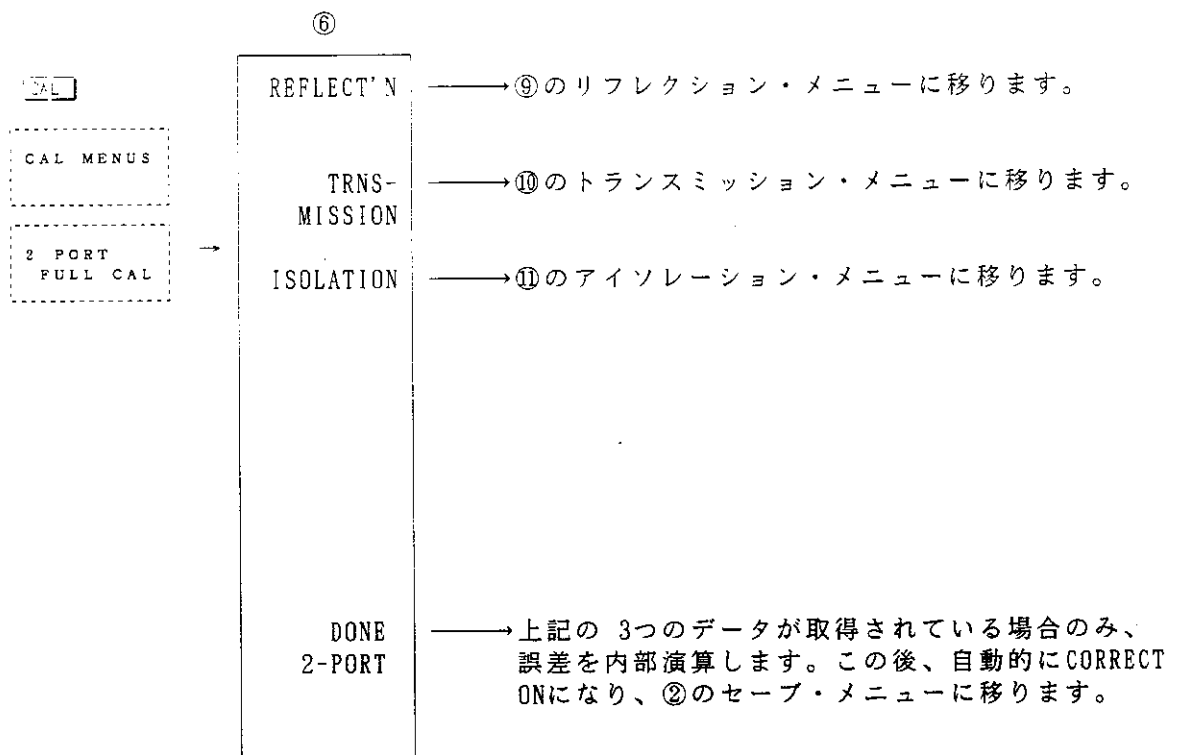 ⑥
CAL
CAL MENUS
2 PORT
FULL CAL
→
REFLECT'N ⟶ ⑨のリフレクション・メニューに移ります。
TRNS-
MISSION ⟶ ⑩のトランスミッション・メニューに移ります。
ISOLATION ⟶ ⑪のアイソレーション・メニューに移ります。
DONE
2-PORT ⟶ 上記の 3つのデータが取得されている場合のみ、
誤差を内部演算します。この後、自動的にCORRECT
ONになり、②のセーブ・メニューに移ります。